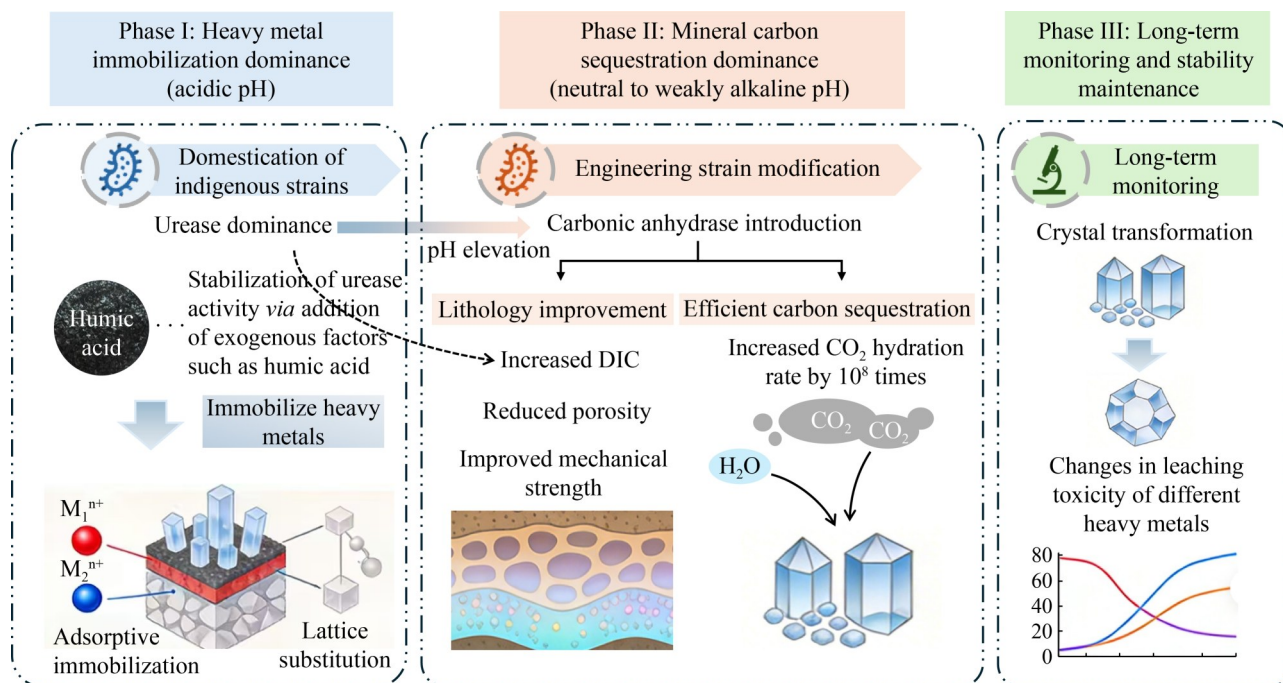 Phase I: Heavy metal
immobilization dominance
(acidic pH)
Domestication of
indigenous strains
Urease dominance
Humic
acid
Stabilization of urease
activity via addition
of exogenous factors
such as humic acid
Immobilize heavy
metals
M₁ⁿ⁺
M₂ⁿ⁺
Adsorptive
immobilization
Lattice
substitution
Phase II: Mineral carbon
sequestration dominance
(neutral to weakly alkaline pH)
Engineering strain modification
pH elevation
Carbonic anhydrase introduction
Lithology improvement
Increased DIC
Reduced porosity
Improved mechanical
strength
Efficient carbon sequestration
Increased CO₂ hydration
rate by 10⁸ times
CO₂
CO₂
H₂O
Phase III: Long-term
monitoring and stability
maintenance
Long-term
monitoring
Crystal transformation
Changes in leaching
toxicity of different
heavy metals
80
60
40
20
0